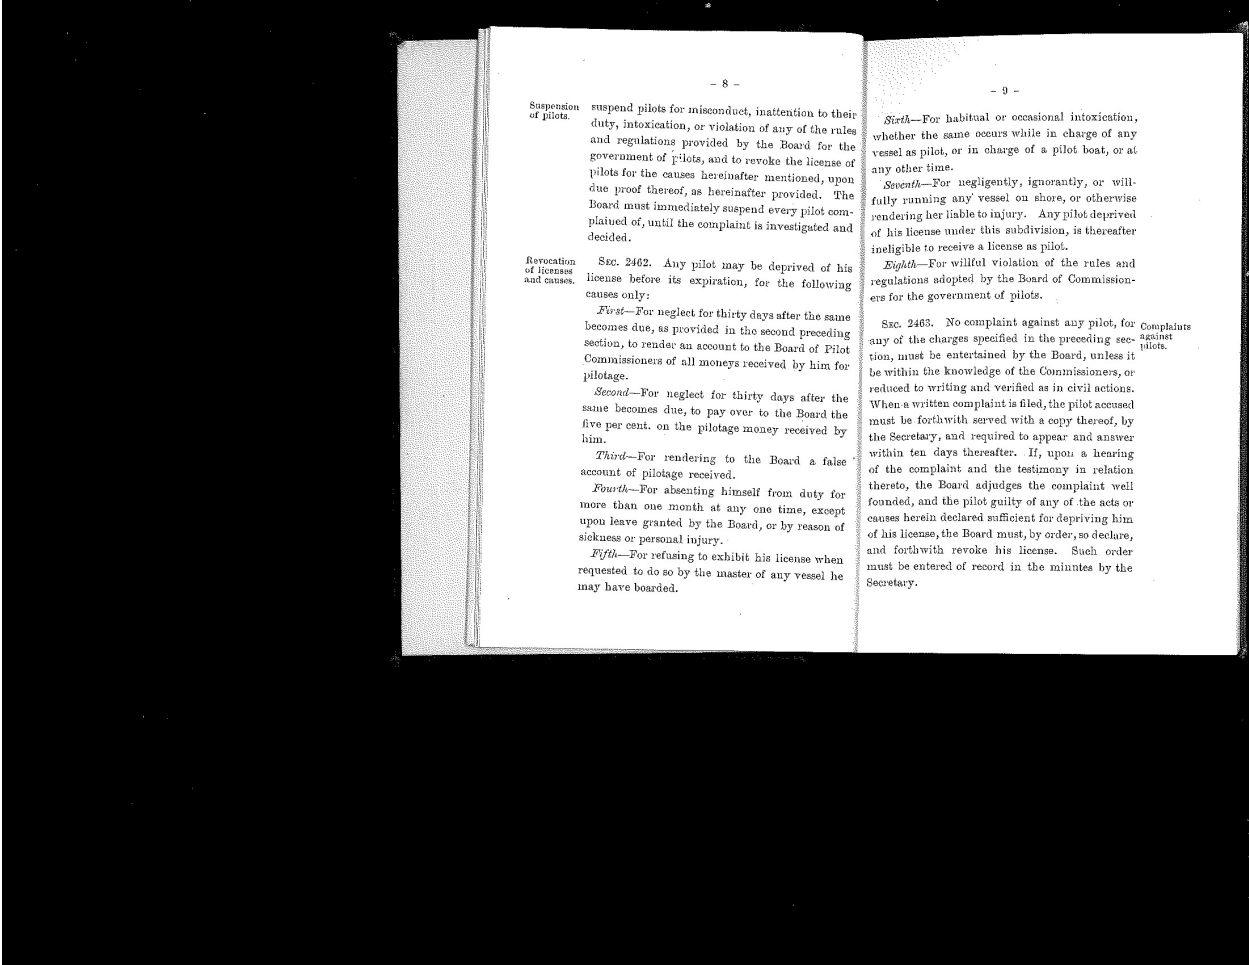 – 8 –
Suspension
of pilots.
suspend pilots for misconduct, inattention to their
duty, intoxication, or violation of any of the rules
and regulations provided by the Board for the
government of pilots, and to revoke the license of
pilots for the causes hereinafter mentioned, upon
due proof thereof, as hereinafter provided. The
Board must immediately suspend every pilot com-
plained of, until the complaint is investigated and
decided.
Revocation
of licenses
and causes.
SEC. 2462. Any pilot may be deprived of his
license before its expiration, for the following
causes only:
First—For neglect for thirty days after the same
becomes due, as provided in the second preceding
section, to render an account to the Board of Pilot
Commissioners of all moneys received by him for
pilotage.
Second—For neglect for thirty days after the
same becomes due, to pay over to the Board the
five per cent. on the pilotage money received by
him.
Third—For rendering to the Board a false
account of pilotage received.
Fourth—For absenting himself from duty for
more than one month at any one time, except
upon leave granted by the Board, or by reason of
sickness or personal injury.
Fifth—For refusing to exhibit his license when
requested to do so by the master of any vessel he
may have boarded.
– 9 –
Sixth—For habitual or occasional intoxication,
whether the same occurs while in charge of any
vessel as pilot, or in charge of a pilot boat, or at
any other time.
Seventh—For negligently, ignorantly, or will-
fully running any vessel on shore, or otherwise
rendering her liable to injury. Any pilot deprived
of his license under this subdivision, is thereafter
ineligible to receive a license as pilot.
Eighth—For willful violation of the rules and
regulations adopted by the Board of Commission-
ers for the government of pilots.
SEC. 2463. No complaint against any pilot, for
any of the charges specified in the preceding sec-
tion, must be entertained by the Board, unless it
be within the knowledge of the Commissioners, or
reduced to writing and verified as in civil actions.
When a written complaint is filed, the pilot accused
must be forthwith served with a copy thereof, by
the Secretary, and required to appear and answer
within ten days thereafter. If, upon a hearing
of the complaint and the testimony in relation
thereto, the Board adjudges the complaint well
founded, and the pilot guilty of any of the acts or
causes herein declared sufficient for depriving him
of his license, the Board must, by order, so declare,
and forthwith revoke his license. Such order
must be entered of record in the minutes by the
Secretary.
Complaints
against
pilots.